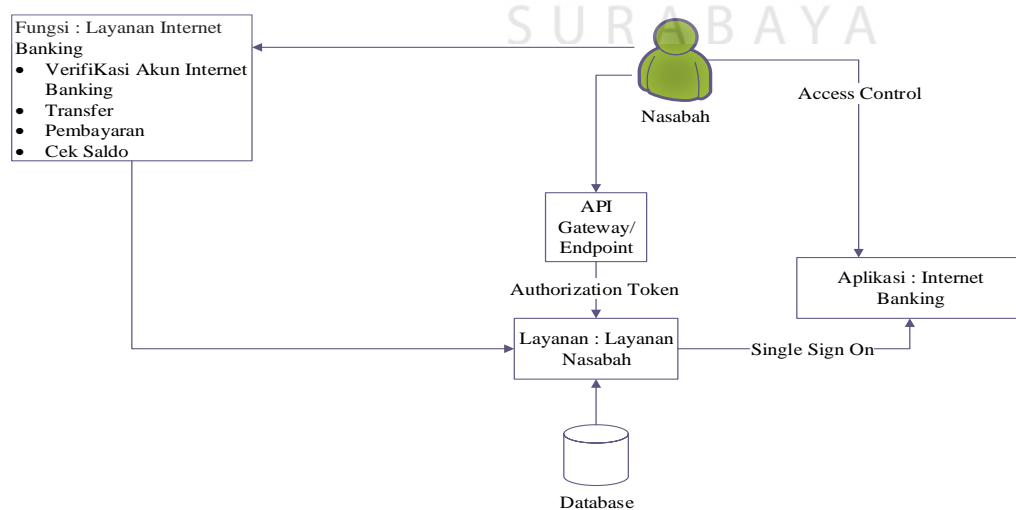 SURABAYA
Fungsi : Layanan Internet
Banking
• VerifiKasi Akun Internet
Banking
• Transfer
• Pembayaran
• Cek Saldo
Nasabah
Access Control
API
Gateway/
Endpoint
Authorization Token
Aplikasi : Internet
Banking
Layanan : Layanan
Nasabah
Single Sign On
Database